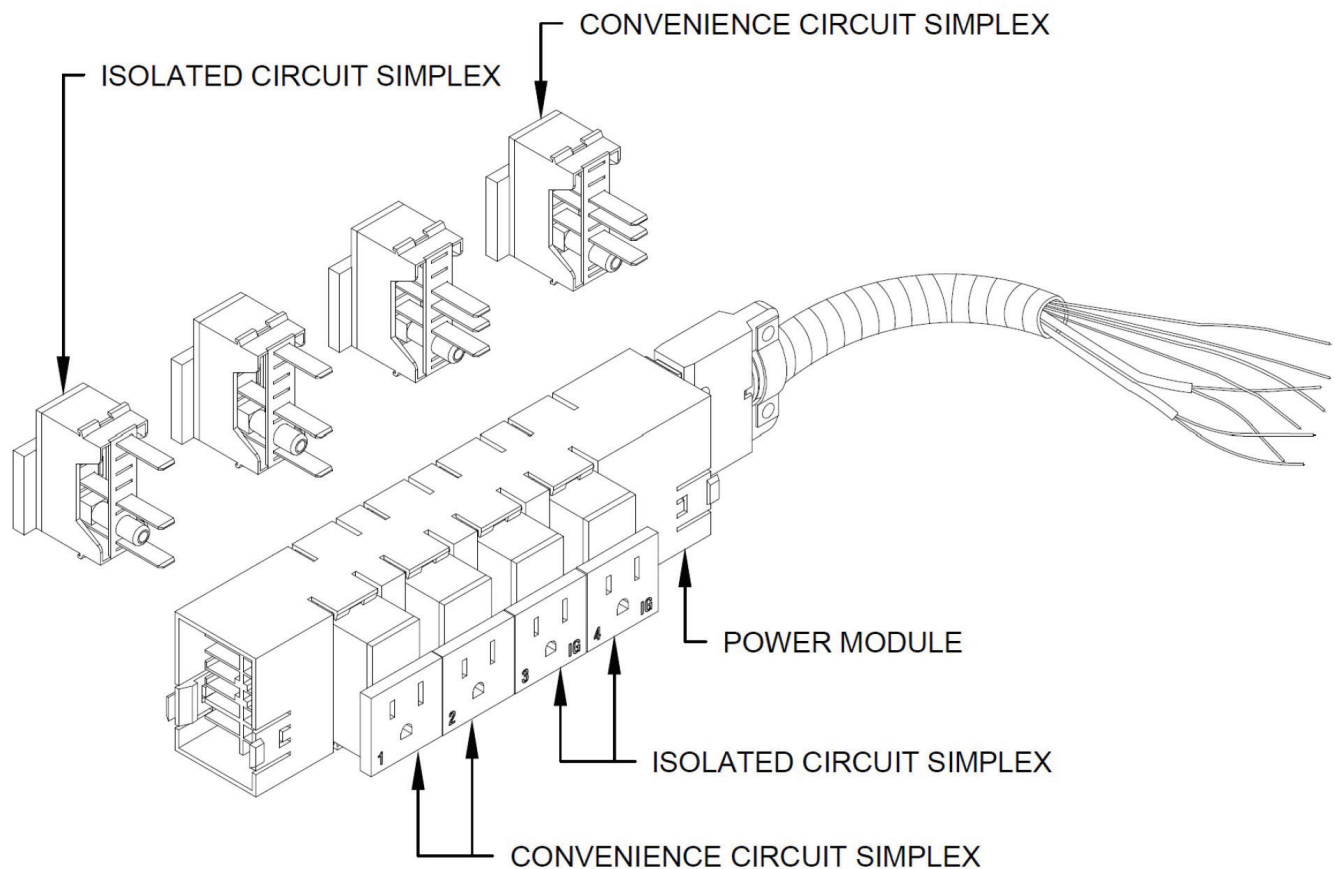 CONVENIENCE CIRCUIT SIMPLEX
ISOLATED CIRCUIT SIMPLEX
POWER MODULE
4 IG
3 IG
2
1
ISOLATED CIRCUIT SIMPLEX
CONVENIENCE CIRCUIT SIMPLEX